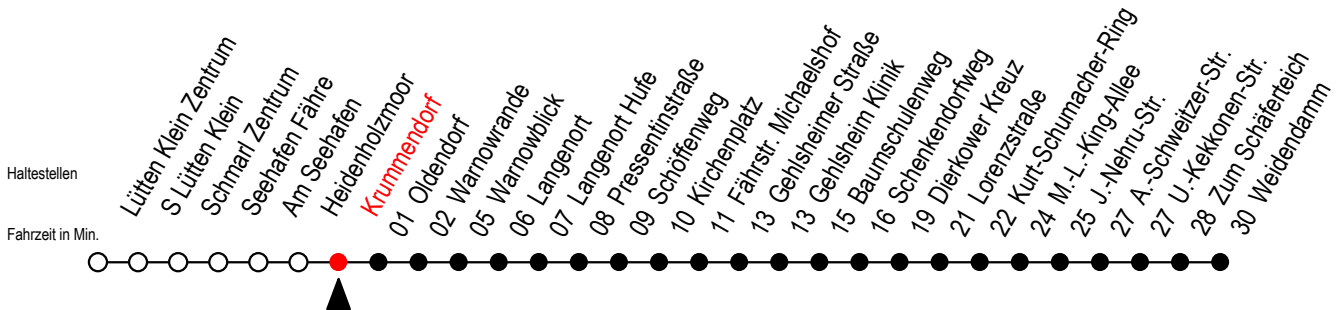 Haltestellen
Fahrzeit in Min.
Lütten Klein Zentrum
S Lütten Klein
Schmarl Zentrum
Seehafen Fähre
Am Seehafen
Heidenholzmoor
Krummendorf
01 Oldendorf
02 Warnowrande
05 Warnowblick
06 Langenort
07 Langenort Hufe
08 Pressentinstraße
09 Schöffenweg
10 Kirchenplatz
11 Fährstr. Michaelshof
13 Gehlsheimer Straße
13 Gehlsheim Klinik
15 Baumschulenweg
16 Schenkendorfweg
19 Dierkower Kreuz
21 Lorenzstraße
22 Kurt-Schumacher-Ring
24 M.-L.-King-Allee
25 J.-Nehru-Str.
27 A.-Schweitzer-Str.
27 U.-Kekkonen-Str.
28 Zum Schäferteich
30 Weidendamm